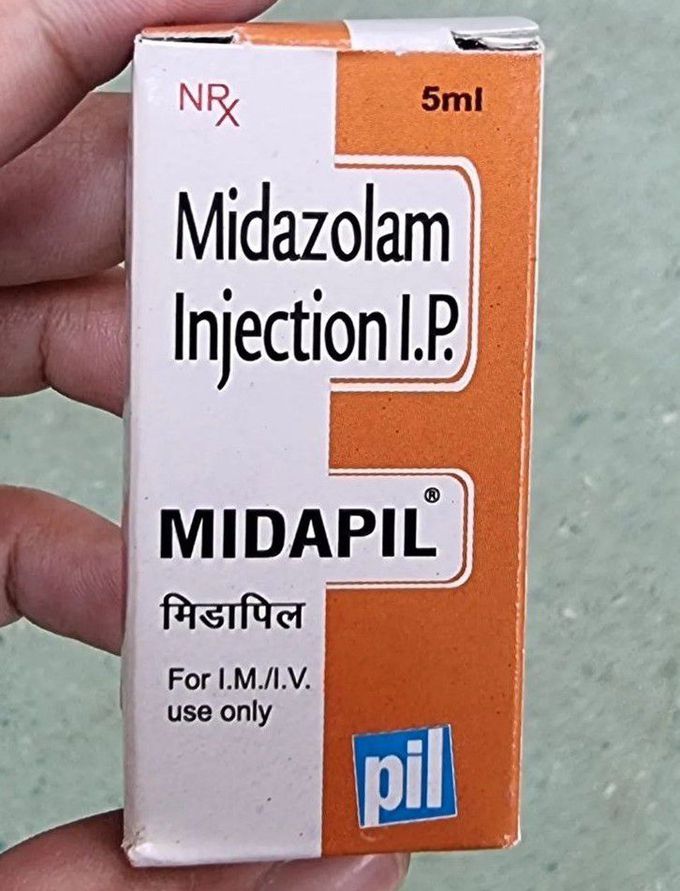 NRx
5ml
Midazolam
Injection I.P.
MIDAPIL®
मिडापिल
For I.M./I.V.
use only
pil